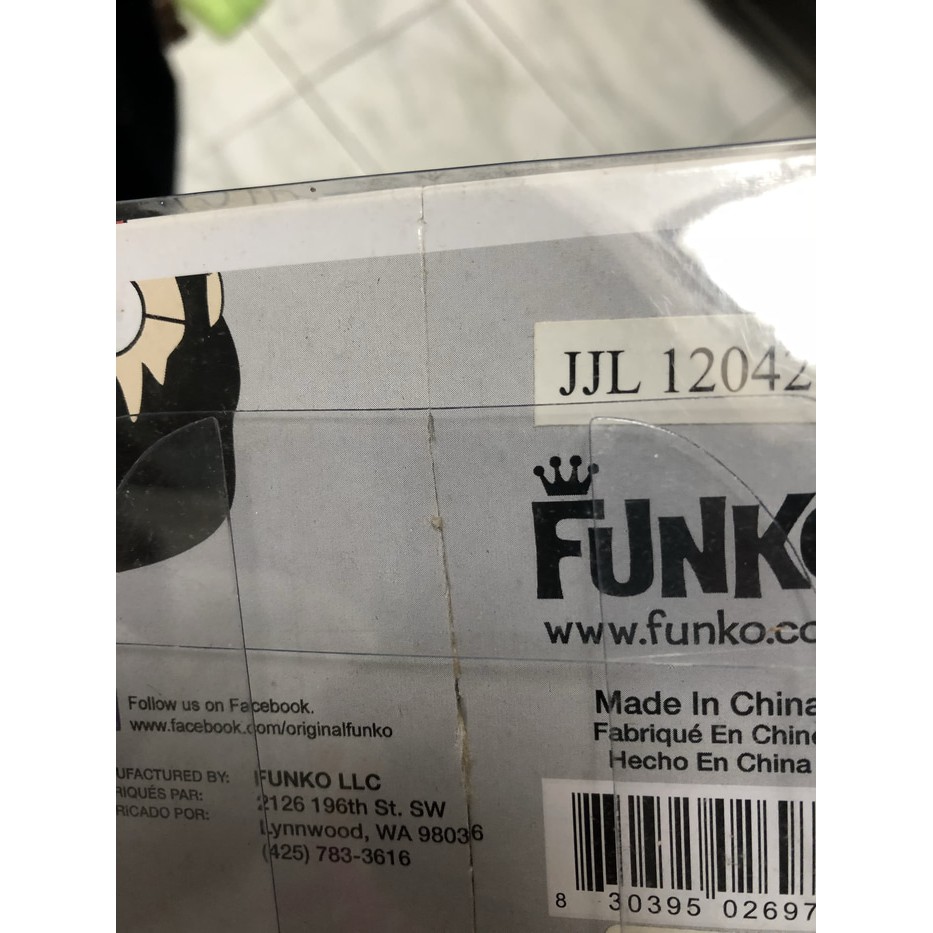 JJL 12042
FUNKO
www.funko.co
Follow us on Facebook.
www.facebook.com/originalfunko
UFACTURED BY: FUNKO LLC
RIQUÉS PAR: 2126 196th St. SW
RICADO POR: Lynnwood, WA 98036
(425) 783-3616
Made In China
Fabriqué En Chine
Hecho En China
8 30395 02697